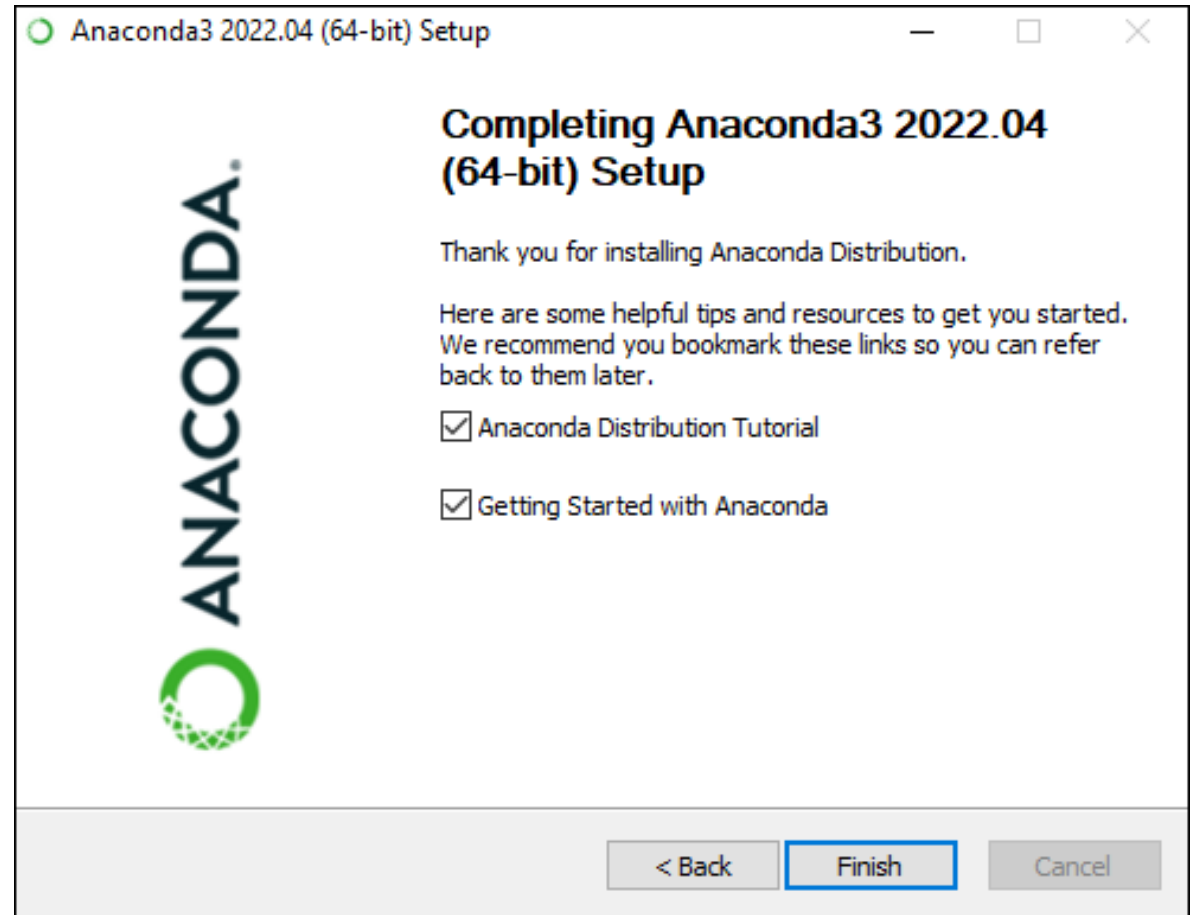 Anaconda3 2022.04 (64-bit) Setup
Completing Anaconda3 2022.04
(64-bit) Setup
Thank you for installing Anaconda Distribution.
Here are some helpful tips and resources to get you started.
We recommend you bookmark these links so you can refer
back to them later.
Anaconda Distribution Tutorial
Getting Started with Anaconda
ANACONDA.
< Back
Finish
Cancel